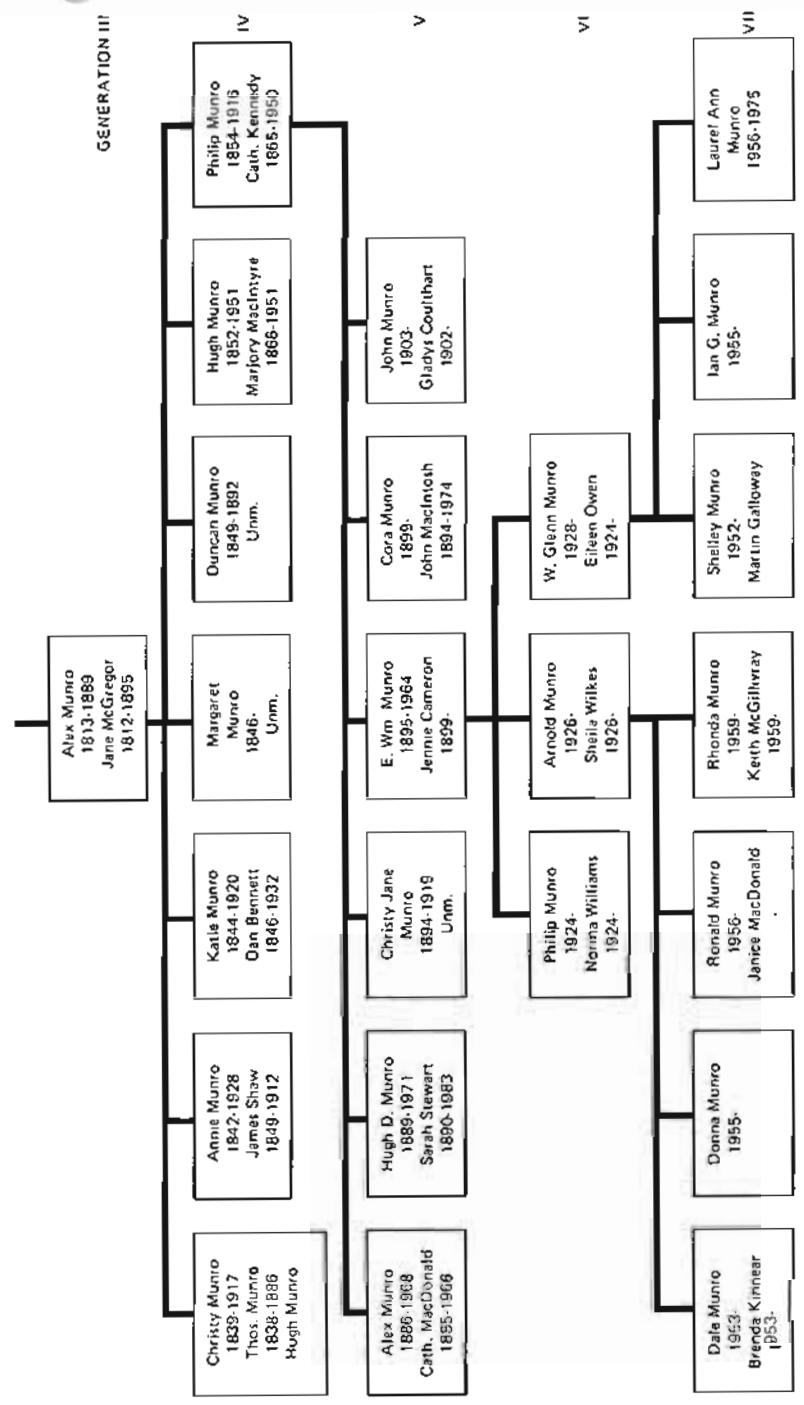 GENERATION III
Alex Munro
1813-1889
Jane McGregor
1812-1895
IV
Christy Munro
1839-1917
Thos. Munro
1838-1886
Hugh Munro
Annie Munro
1842-1928
James Shaw
1849-1912
Katie Munro
1844-1920
Dan Bennett
1846-1932
Margaret
Munro
1846-
Unm.
Duncan Munro
1849-1892
Unm.
Hugh Munro
1852-1951
Marjory MacIntyre
1866-1951
Philip Munro
1854-1916
Cath. Kennedy
1865-1950
V
Alex Munro
1886-1968
Cath. MacDonald
1885-1966
Hugh D. Munro
1889-1971
Sarah Stewart
1890-1983
Christy Jane
Munro
1894-1919
Unm.
E. Wm Munro
1895-1964
Jennie Cameron
1899-
Cora Munro
1899-
John MacIntosh
1894-1974
John Munro
1903-
Gladys Coulthart
1902-
VI
Philip Munro
1924-
Norma Williams
1924-
Arnold Munro
1926-
Sheila Wilkes
1926-
W. Glenn Munro
1928-
Eileen Owen
1924-
VII
Dale Munro
1953-
Brenda Kinnear
1953-
Donna Munro
1955-
Ronald Munro
1956-
Janice MacDonald
Rhonda Munro
1959-
Keith McGillivray
1959-
Shelley Munro
1952-
Martin Galloway
Ian G. Munro
1955-
Laurel Ann
Munro
1956-1975